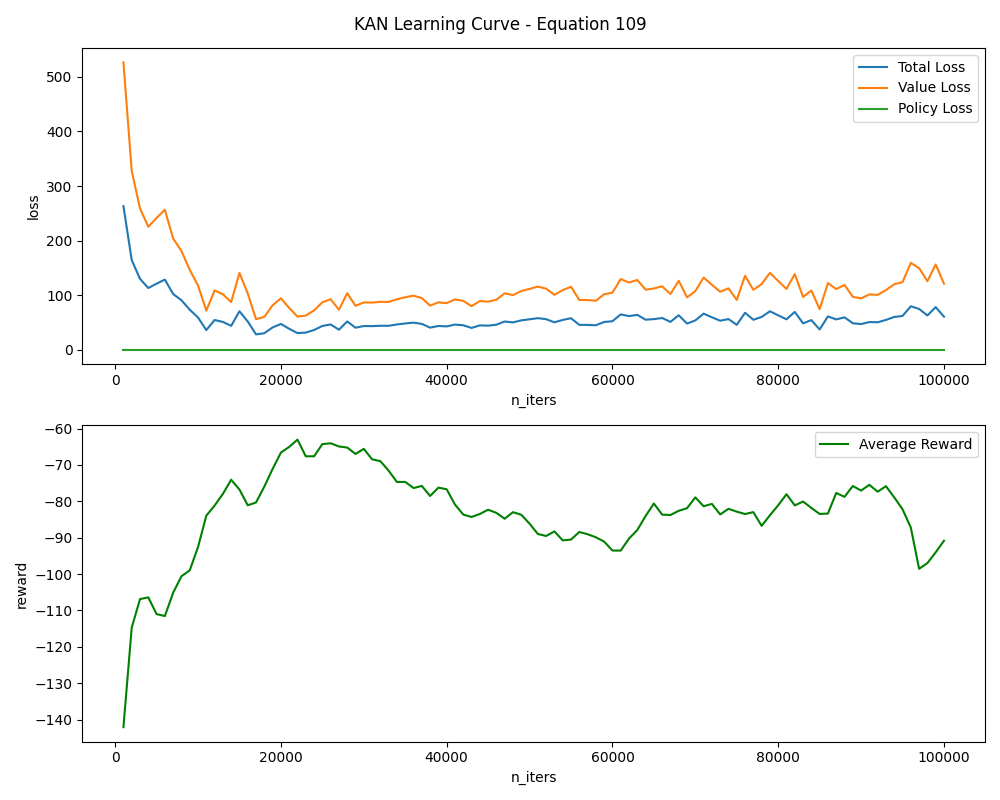 KAN Learning Curve - Equation 109
Total Loss
Value Loss
Policy Loss
loss
500
400
300
200
100
0
0 20000 40000 60000 80000 100000
n_iters
Average Reward
reward
−60
−70
−80
−90
−100
−110
−120
−130
−140
0 20000 40000 60000 80000 100000
n_iters